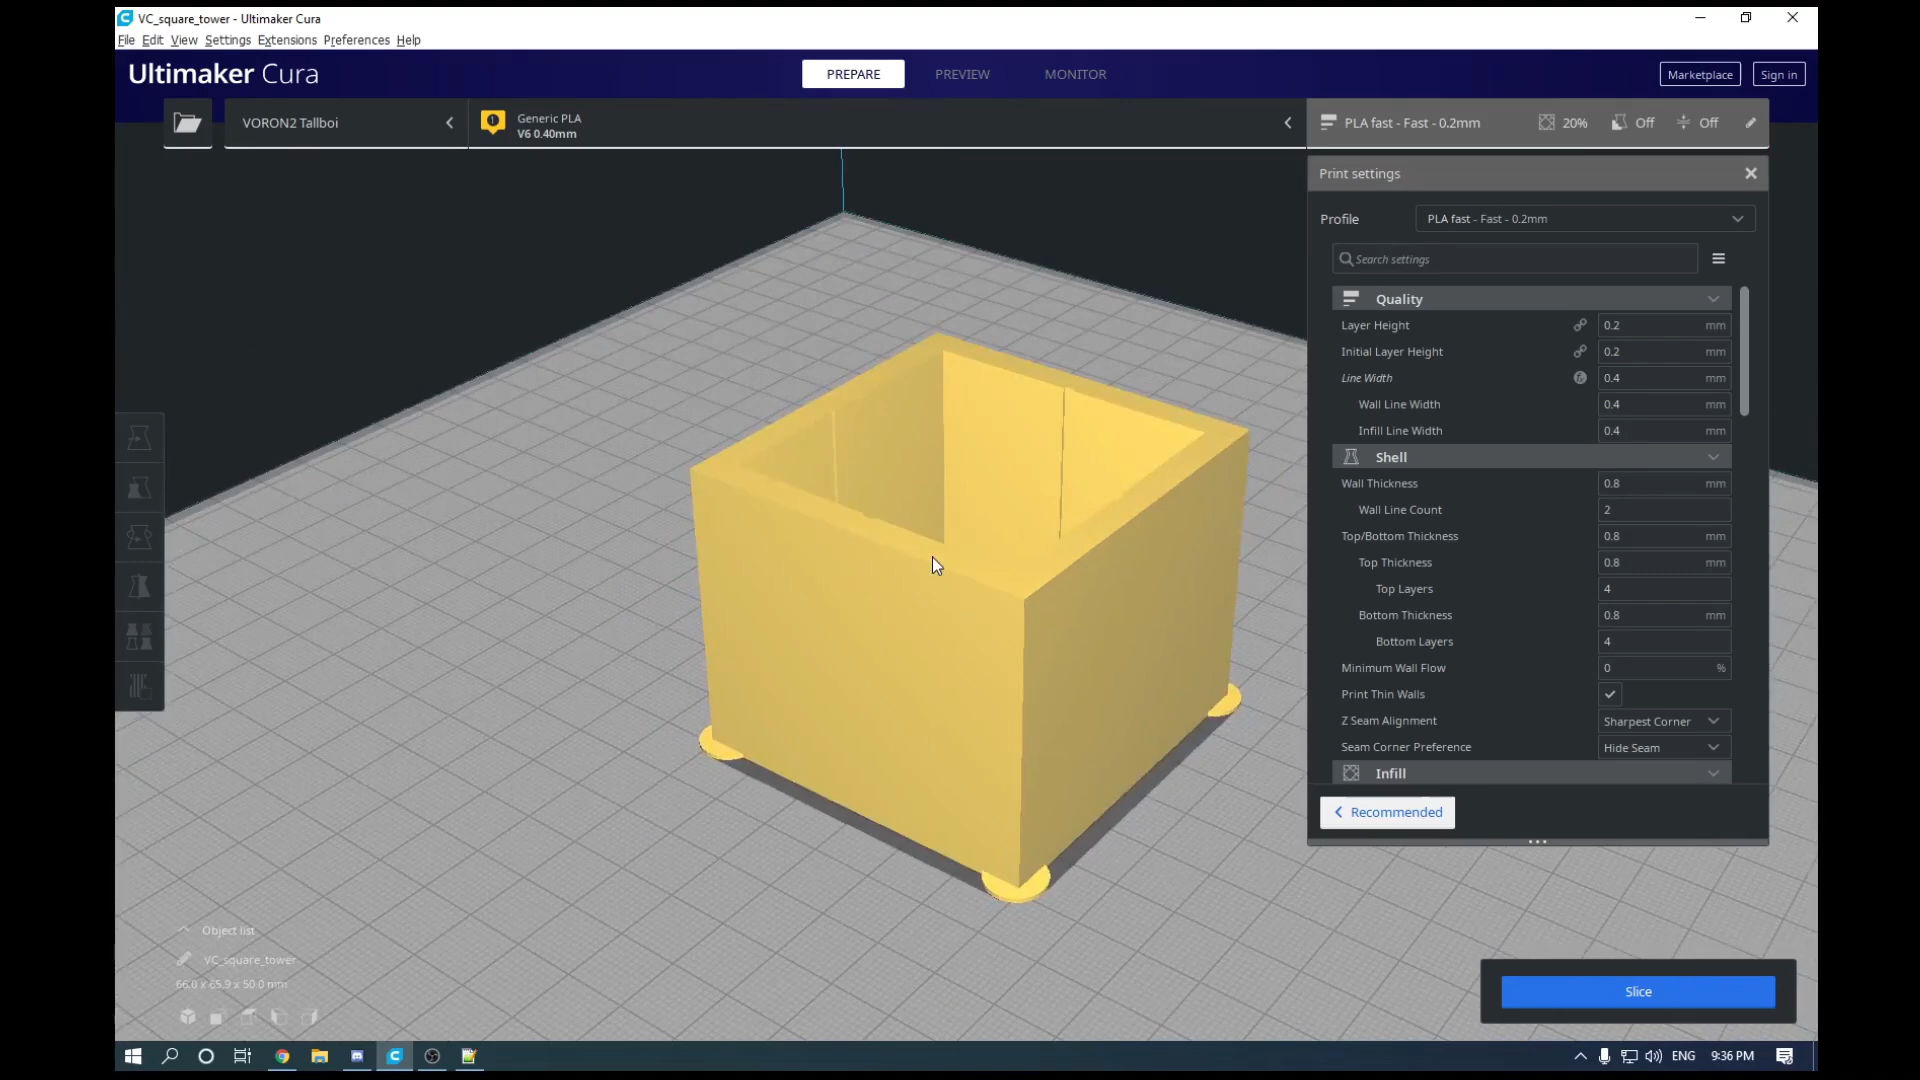 VC_square_tower - Ultimaker Cura
File Edit View Settings Extensions Preferences Help
Ultimaker Cura
PREPARE
PREVIEW
MONITOR
Marketplace
Sign in
VORON2 Tallboi
1
Generic PLA
V6 0.40mm
PLA fast - Fast - 0.2mm
20%
Off
Off
Print settings
Profile
PLA fast - Fast - 0.2mm
Search settings
Quality
Layer Height 0.2 mm
Initial Layer Height 0.2 mm
Line Width 0.4 mm
Wall Line Width 0.4 mm
Infill Line Width 0.4 mm
Shell
Wall Thickness 0.8 mm
Wall Line Count 2
Top/Bottom Thickness 0.8 mm
Top Thickness 0.8 mm
Top Layers 4
Bottom Thickness 0.8 mm
Bottom Layers 4
Minimum Wall Flow 0 %
Print Thin Walls
Z Seam Alignment Sharpest Corner
Seam Corner Preference Hide Seam
Infill
Recommended
Object list
VC_square_tower
66.0 x 65.9 x 50.0 mm
Slice
ENG
9:36 PM